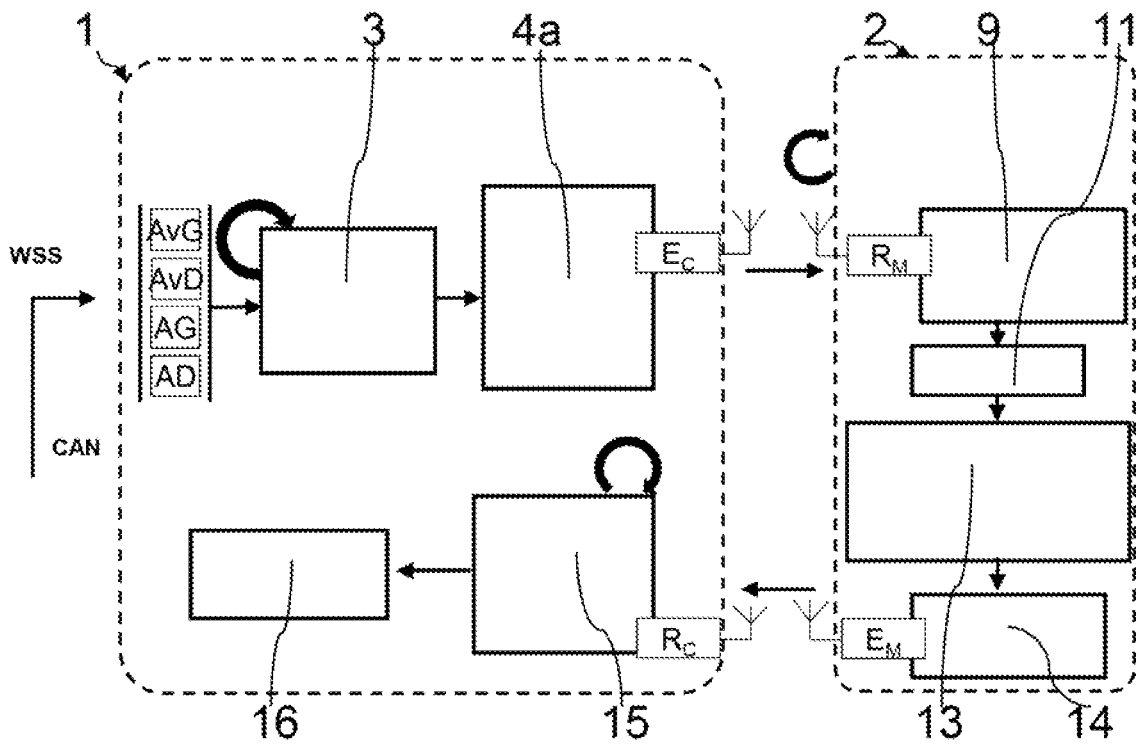 1 3 4a 2 9 11
AvG
WSS
AvD
AG
AD
CAN
E_C
R_M
R_C
E_M
16 15 13 14